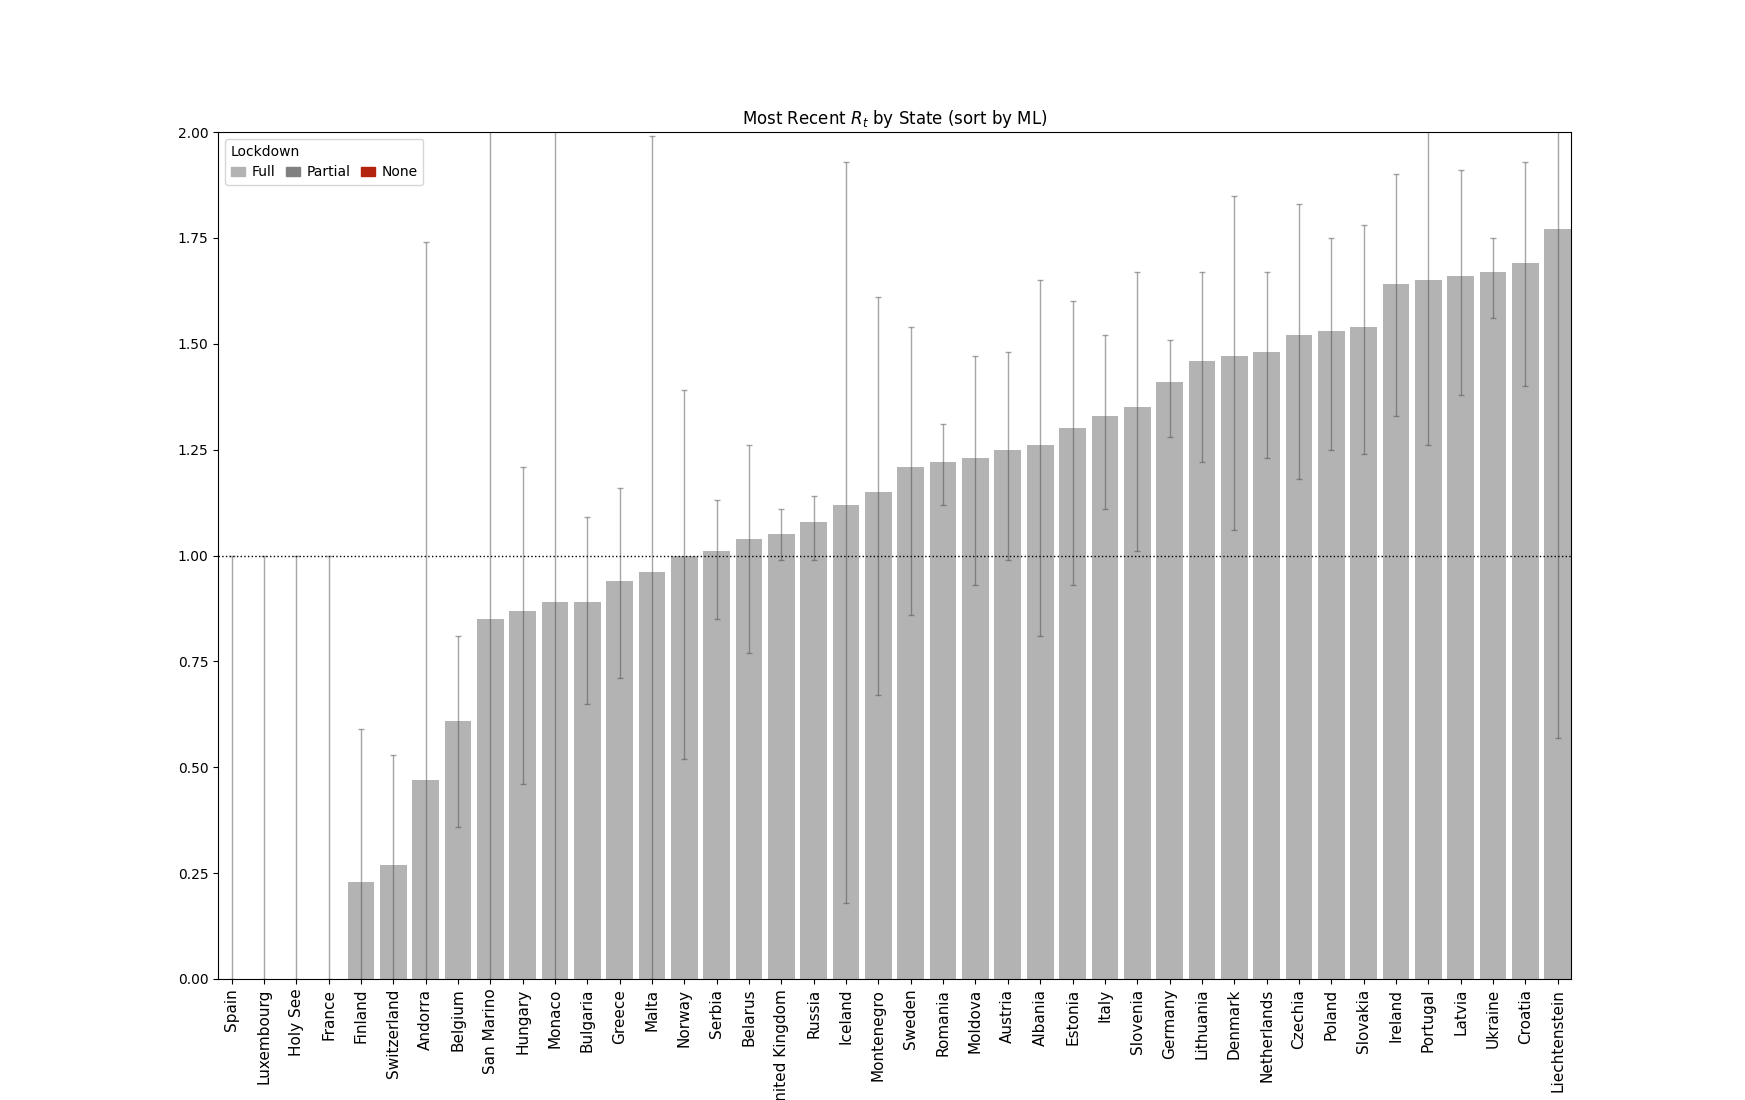 Most Recent Rt by State (sort by ML)
2.00
Lockdown
Full Partial None
1.75
1.50
1.25
1.00
0.75
0.50
0.25
0.00
Spain
Luxembourg
Holy See
France
Finland
Switzerland
Andorra
Belgium
San Marino
Hungary
Monaco
Bulgaria
Greece
Malta
Norway
Serbia
Belarus
nited Kingdom
Russia
Iceland
Montenegro
Sweden
Romania
Moldova
Austria
Albania
Estonia
Italy
Slovenia
Germany
Lithuania
Denmark
Netherlands
Czechia
Poland
Slovakia
Ireland
Portugal
Latvia
Ukraine
Croatia
Liechtenstein